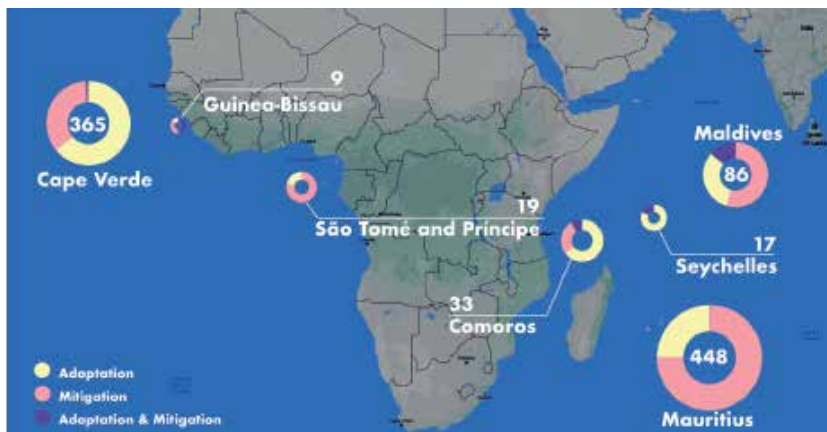 9
Guinea-Bissau
365
Cape Verde
Maldives
86
19
São Tomé and Príncipe
17
Seychelles
33
Comoros
448
Mauritius
Adaptation
Mitigation
Adaptation & Mitigation